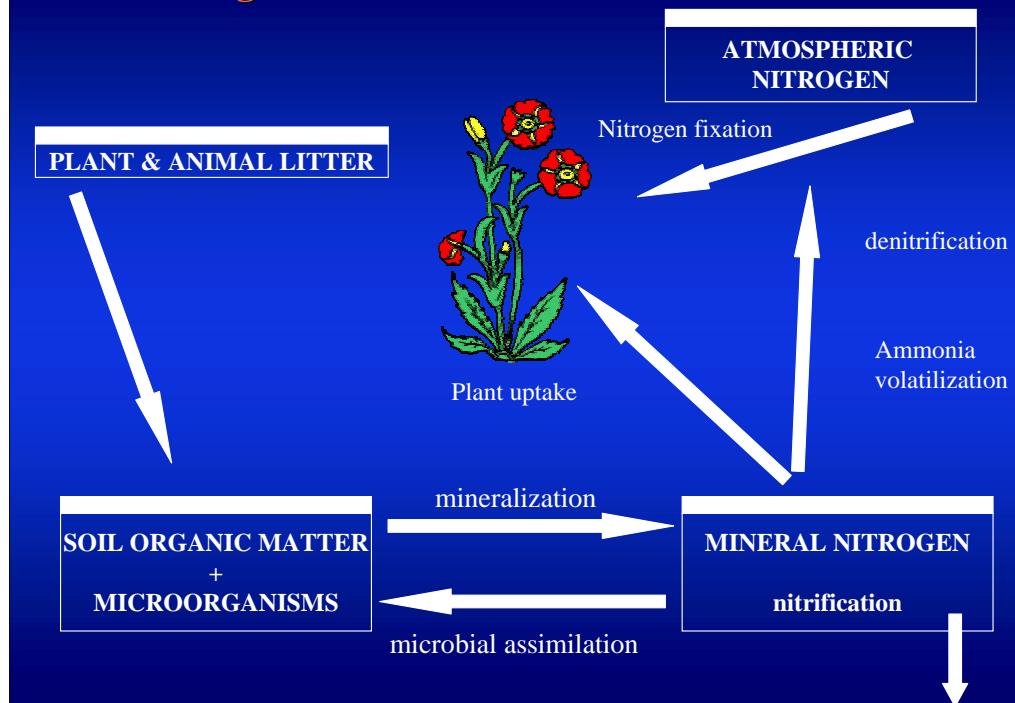 ATMOSPHERIC
NITROGEN
Nitrogen fixation
PLANT & ANIMAL LITTER
denitrification
Ammonia
volatilization
Plant uptake
mineralization
SOIL ORGANIC MATTER
+
MICROORGANISMS
MINERAL NITROGEN
nitrification
microbial assimilation